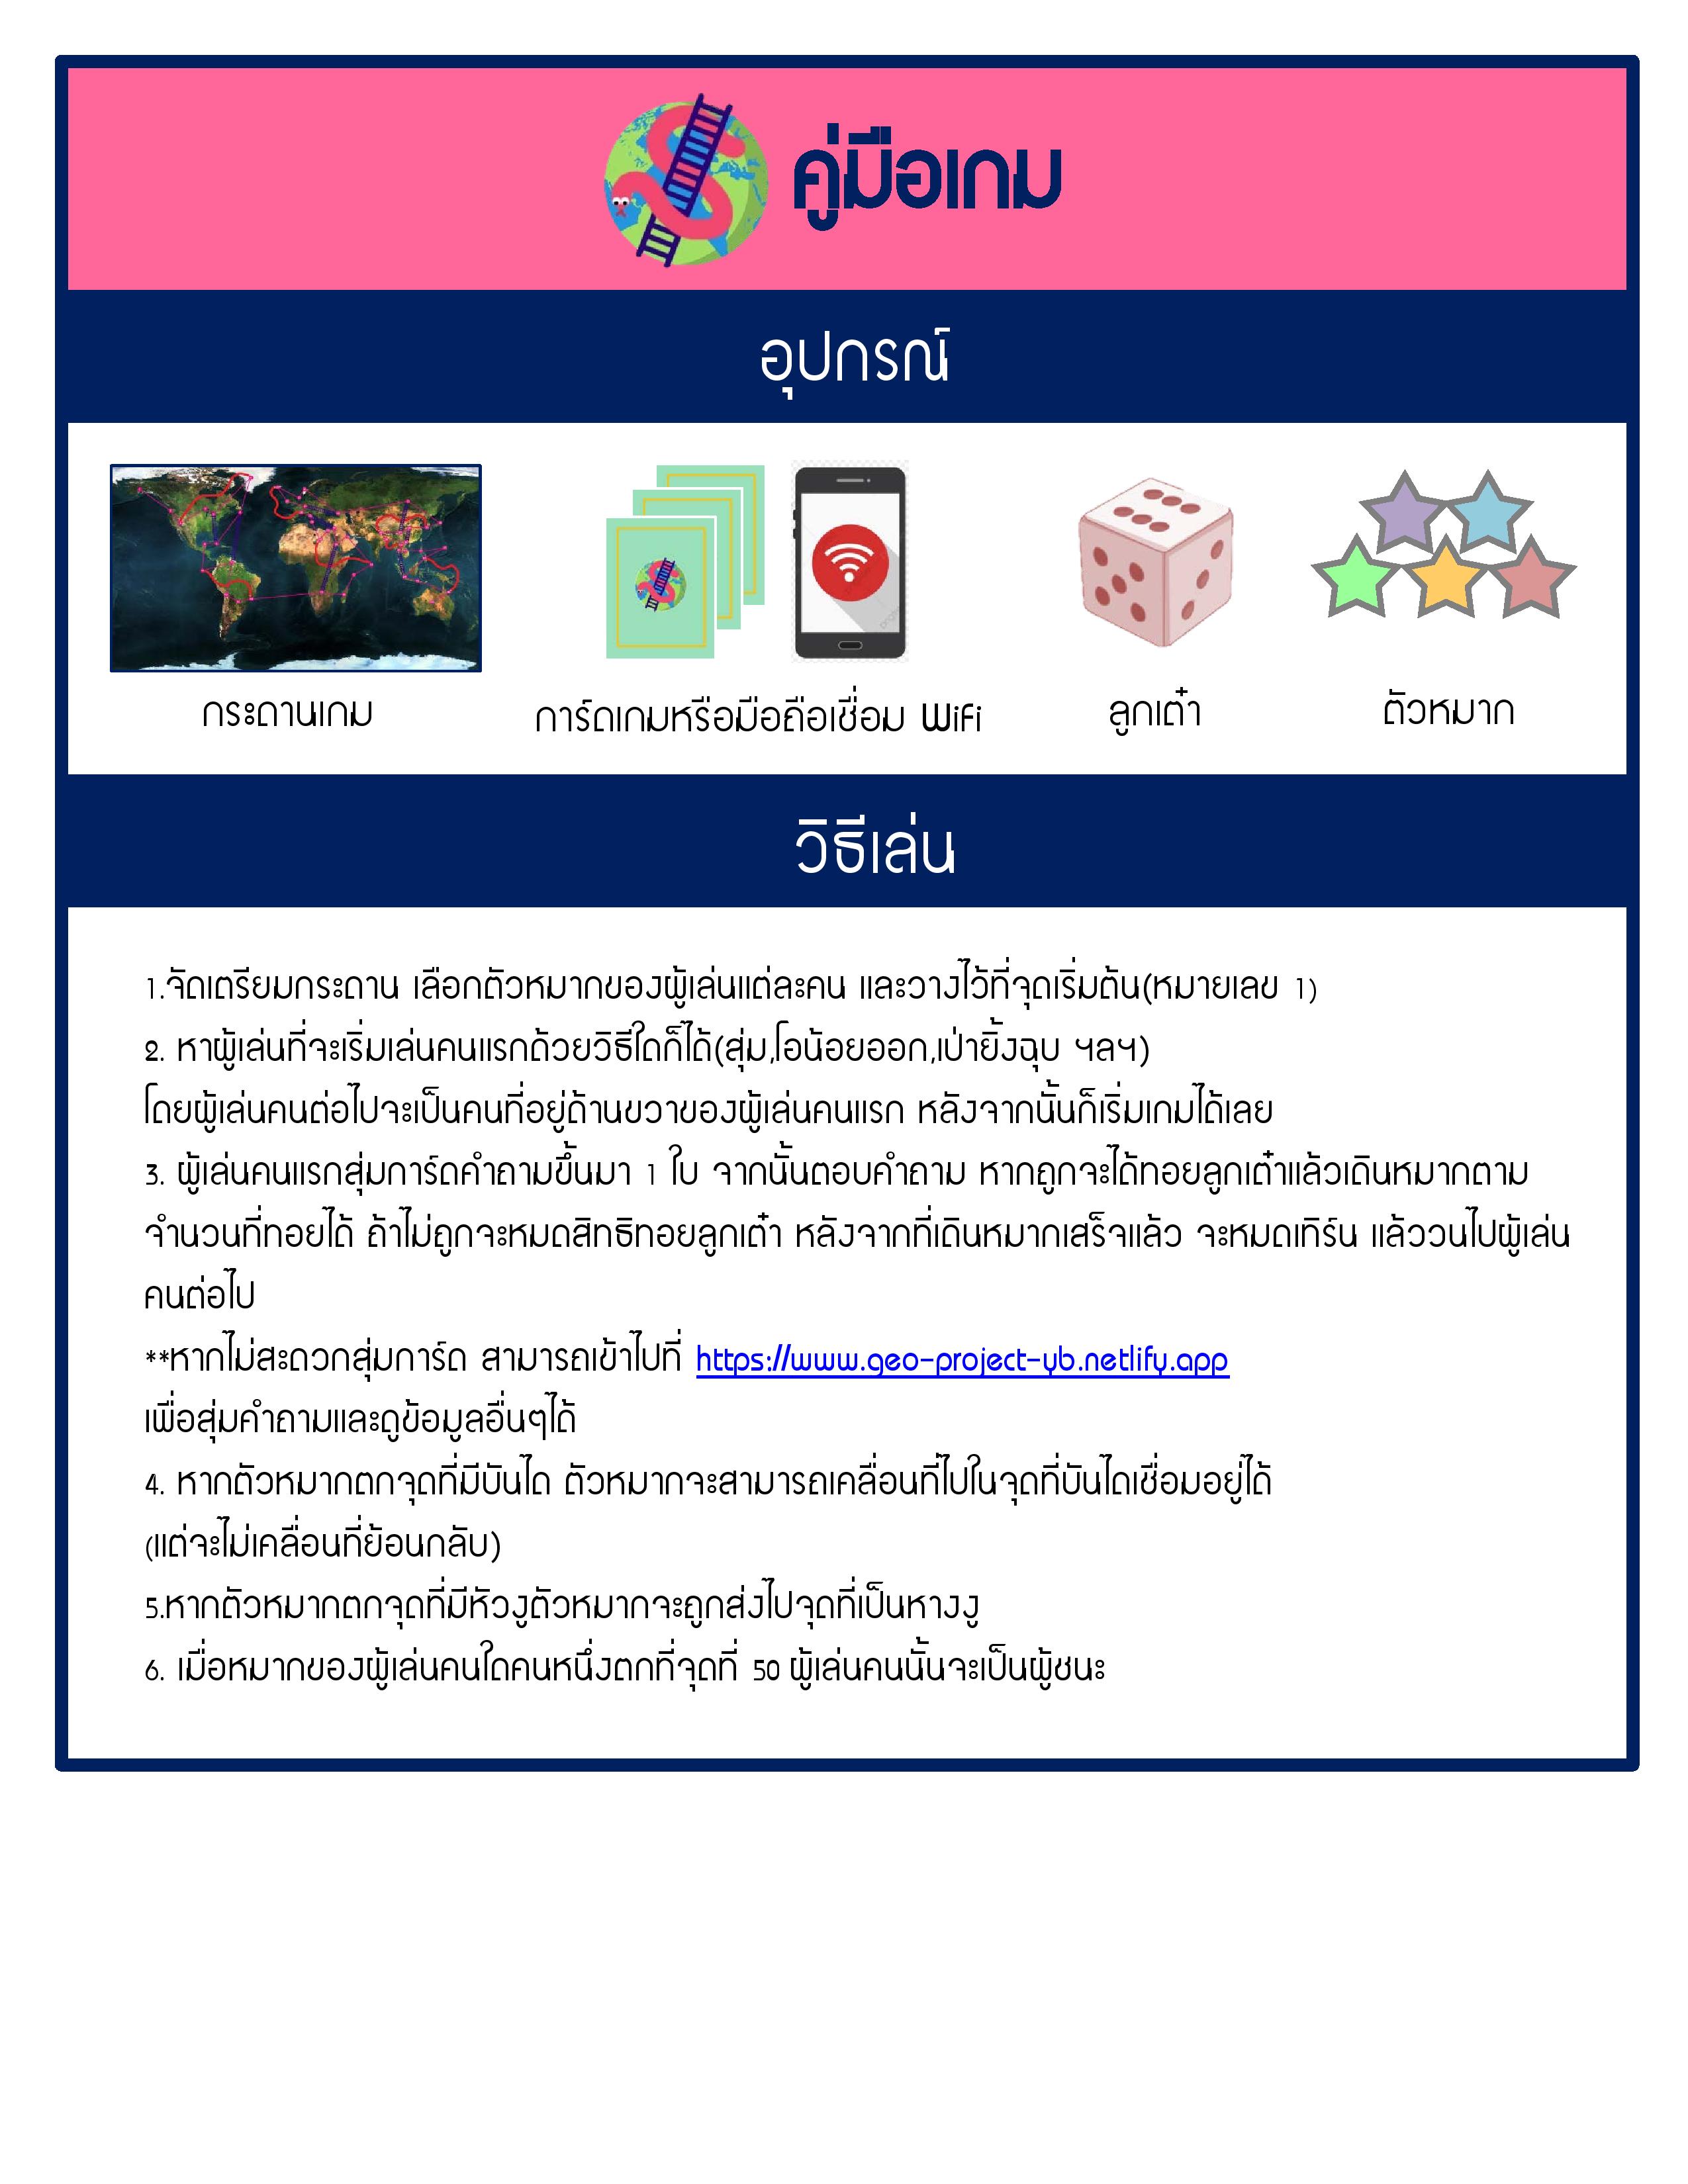 คู่มือเกม
อุปกรณ์
กระดานเกม
การ์ดเกมหรือมือถือเชื่อม Wifi
ลูกเต๋า
ตัวหมาก
วิธีเล่น
1.จัดเตรียมกระดาน เลือกตัวหมากของผู้เล่นแต่ละคน และวางไว้ที่จุดเริ่มต้น(หมายเลข 1)
2. หาผู้เล่นที่จะเริ่มเล่นคนแรกด้วยวิธีใดก็ได้(สุ่ม,โอน้อยออก,เป่ายิ้งฉุบ ฯลฯ)
โดยผู้เล่นคนต่อไปจะเป็นคนที่อยู่ด้านขวาของผู้เล่นคนแรก หลังจากนั้นก็เริ่มเกมได้เลย
3. ผู้เล่นคนแรกสุ่มการ์ดคำถามขึ้นมา 1 ใบ จากนั้นตอบคำถาม หากถูกจะได้ทอยลูกเต๋าแล้วเดินหมากตาม
จำนวนที่ทอยได้ ถ้าไม่ถูกจะหมดสิทธิทอยลูกเต๋า หลังจากที่เดินหมากเสร็จแล้ว จะหมดเทิร์น แล้ววนไปผู้เล่น
คนต่อไป
**หากไม่สะดวกสุ่มการ์ด สามารถเข้าไปที่ https://www.geo-project-yb.netlify.app
เพื่อสุ่มคำถามและดูข้อมูลอื่นๆได้
4. หากตัวหมากตกจุดที่มีบันได ตัวหมากจะสามารถเคลื่อนที่ไปในจุดที่บันไดเชื่อมอยู่ได้
(แต่จะไม่เคลื่อนที่ย้อนกลับ)
5.หากตัวหมากตกจุดที่มีหัวงูตัวหมากจะถูกส่งไปจุดที่เป็นหางงู
6. เมื่อหมากของผู้เล่นคนใดคนหนึ่งตกที่จุดที่ 50 ผู้เล่นคนนั้นจะเป็นผู้ชนะ